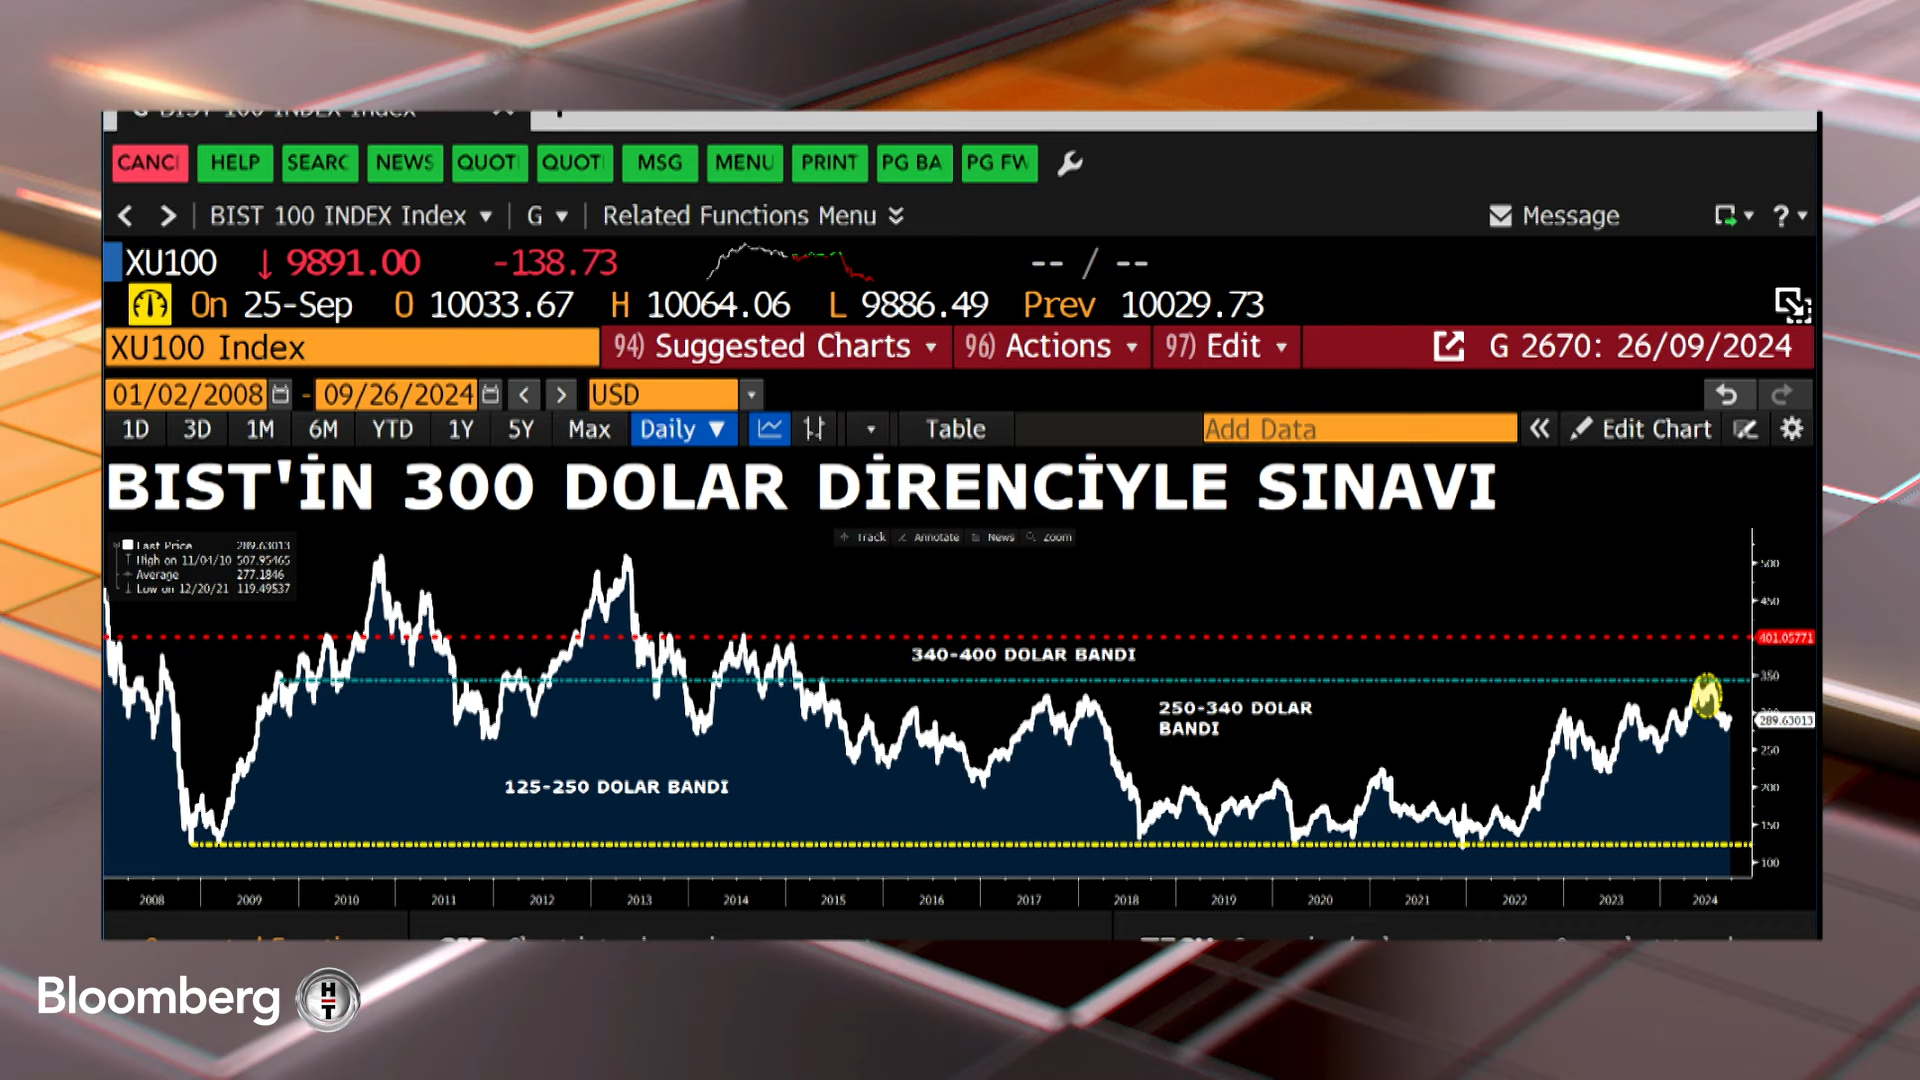 CANC HELP SEARC NEWS QUOT QUOT MSG MENU PRINT PG BA PG FW
BIST 100 INDEX Index G Related Functions Menu Message ?
XU100 ↓ 9891.00 -138.73 -- / --
On 25-Sep O 10033.67 H 10064.06 L 9886.49 Prev 10029.73
XU100 Index 94) Suggested Charts 96) Actions 97) Edit G 2670: 26/09/2024
01/02/2008 - 09/26/2024 < > USD
1D 3D 1M 6M YTD 1Y 5Y Max Daily ▼ Table Add Data « Edit Chart
BIST'İN 300 DOLAR DİRENCİYLE SINAVI
Track Annotate News Zoom
Last Price 289.63013
High on 11/04/10 507.95465
Average 277.1846
Low on 12/20/21 119.49537
500
450
401.05771
340-400 DOLAR BANDI
350
250-340 DOLAR
BANDI
300
289.63013
250
125-250 DOLAR BANDI
200
150
100
2008 2009 2010 2011 2012 2013 2014 2015 2016 2017 2018 2019 2020 2021 2022 2023 2024
Bloomberg HT